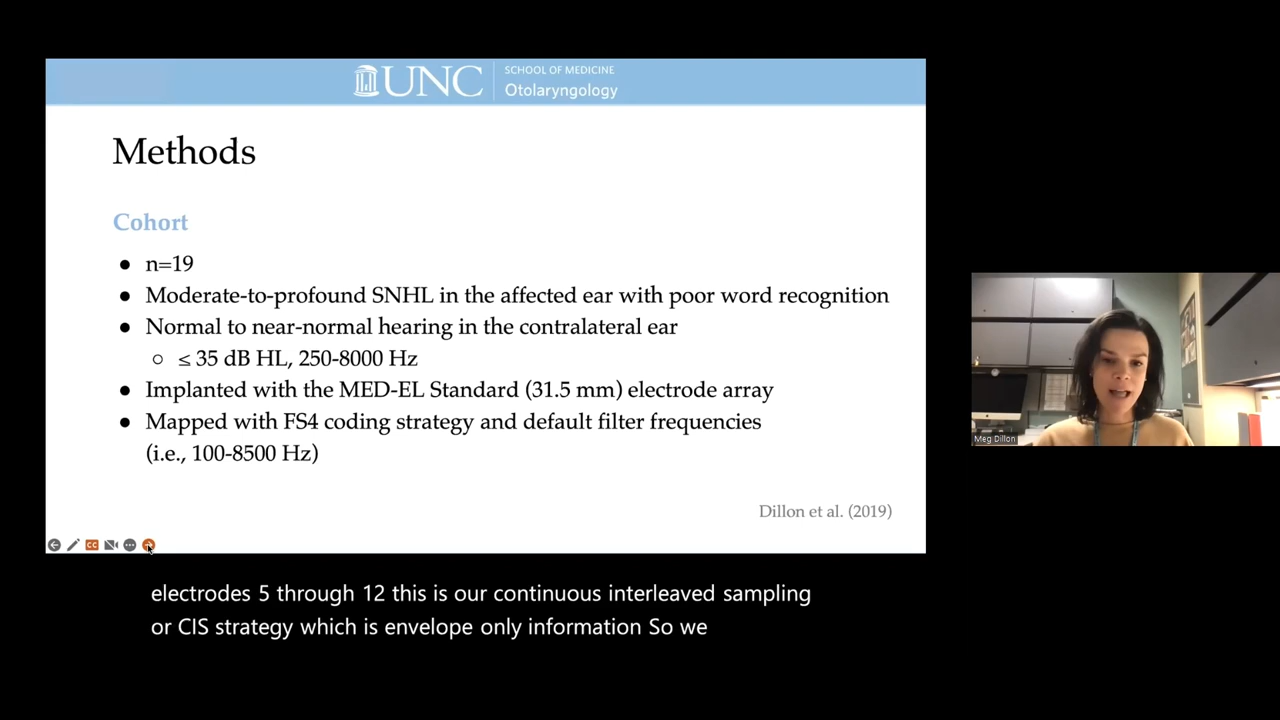 UNC
SCHOOL OF MEDICINE
Otolaryngology
Methods
Cohort
● n=19
● Moderate-to-profound SNHL in the affected ear with poor word recognition
● Normal to near-normal hearing in the contralateral ear
○ ≤ 35 dB HL, 250-8000 Hz
● Implanted with the MED-EL Standard (31.5 mm) electrode array
● Mapped with FS4 coding strategy and default filter frequencies
(i.e., 100-8500 Hz)
Dillon et al. (2019)
CC
Meg Dillon
electrodes 5 through 12 this is our continuous interleaved sampling
or CIS strategy which is envelope only information So we